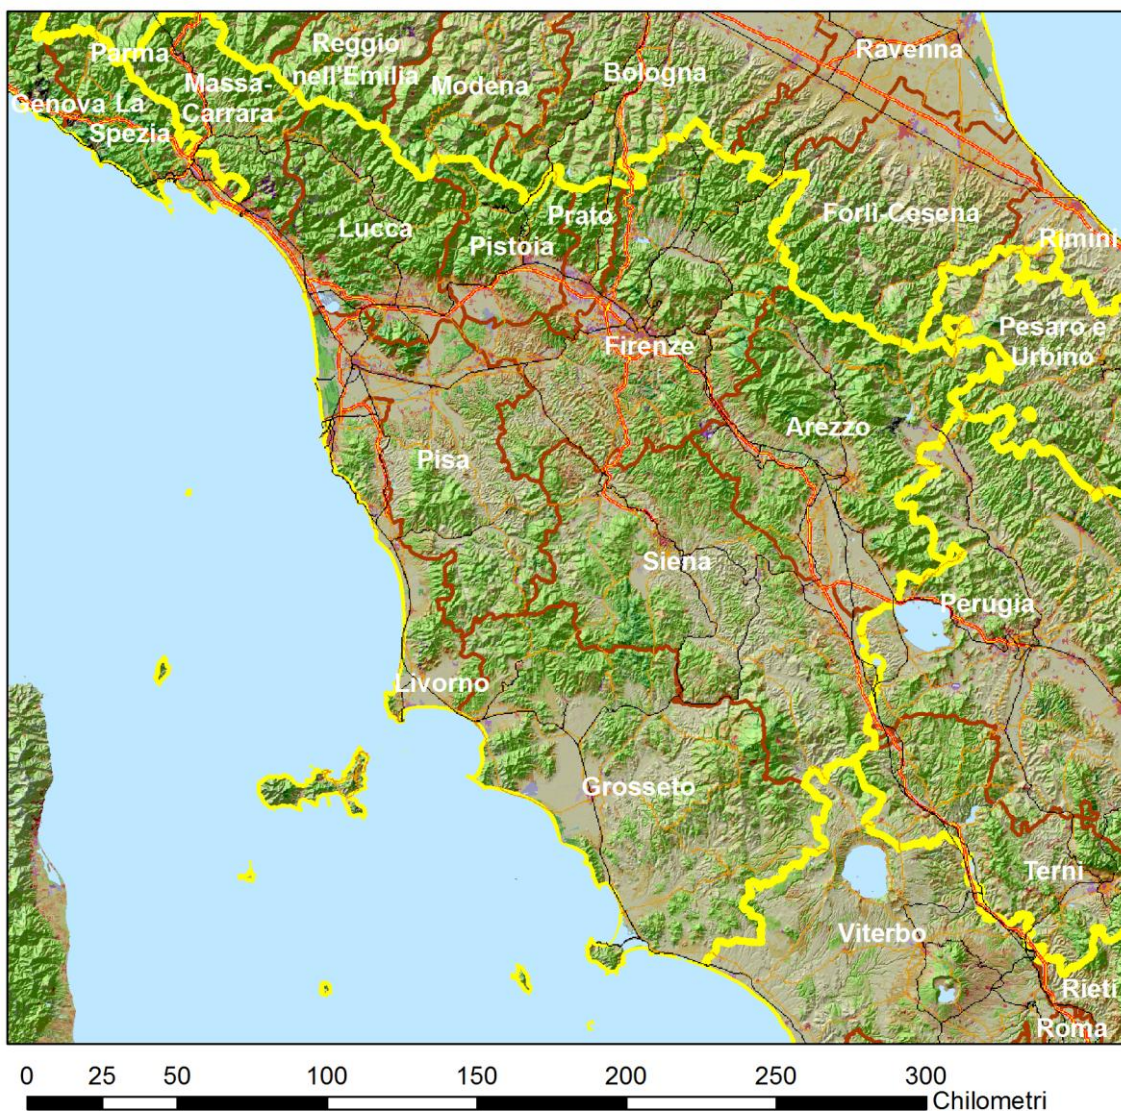 Ravenna
Parma
Reggio
nell'Emilia
Bologna
Massa-
Carrara
Modena
Genova La
Spezia
Forlì-Cesena
Prato
Lucca
Pistoia
Rimini
Pesaro e
Urbino
Firenze
Arezzo
Pisa
Siena
Perugia
Livorno
Grosseto
Terni
Viterbo
Rieti
Roma
0 25 50 100 150 200 250 300
Chilometri